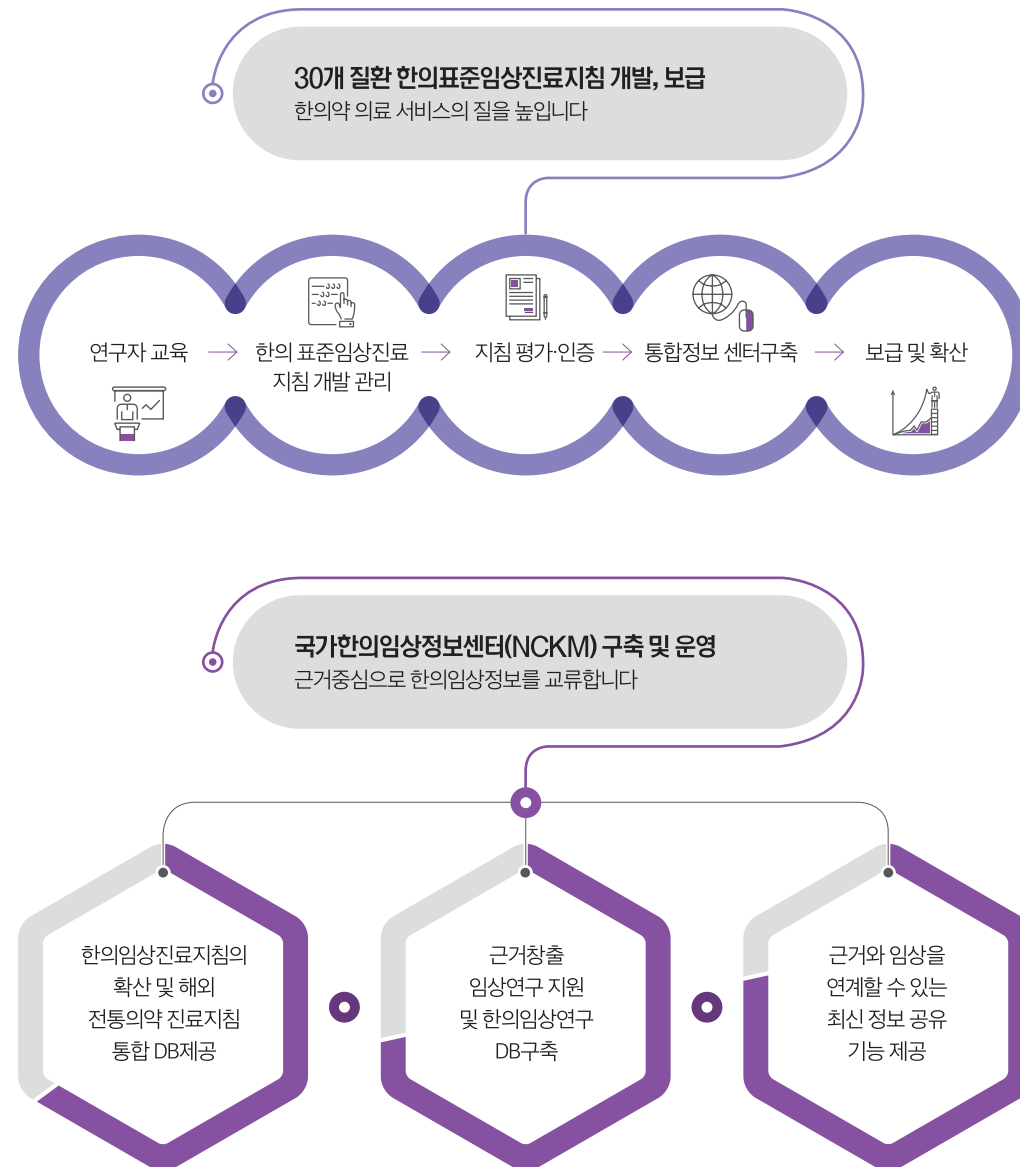 30개 질환 한의표준임상진료지침 개발, 보급
한의약 의료 서비스의 질을 높입니다
연구자 교육
한의 표준임상진료
지침 개발 관리
지침 평가·인증
통합정보 센터구축
보급 및 확산
국가한의임상정보센터(NCKM) 구축 및 운영
근거중심으로 한의임상정보를 교류합니다
한의임상진료지침의
확산 및 해외
전통의약 진료지침
통합 DB제공
근거창출
임상연구 지원
및 한의임상연구
DB구축
근거와 임상을
연계할 수 있는
최신 정보 공유
기능 제공